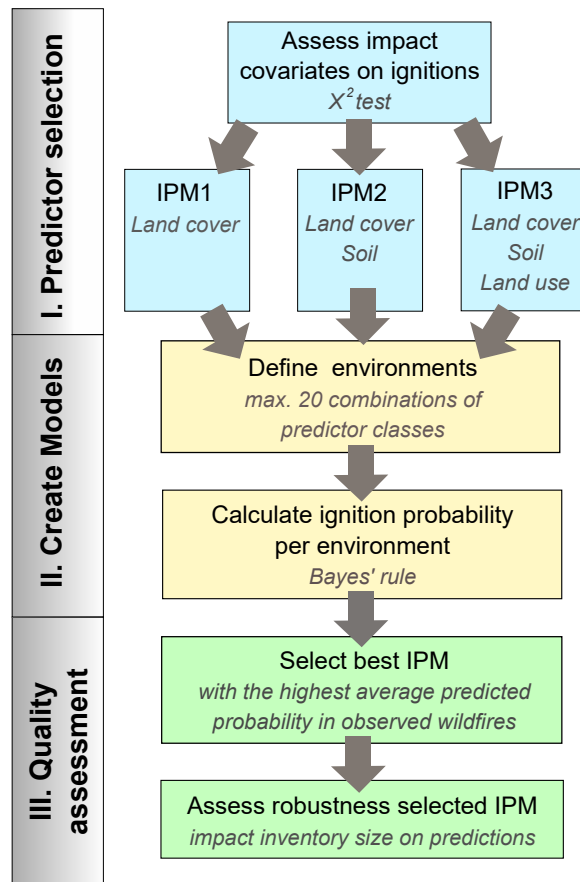 I. Predictor selection
Assess impact
covariates on ignitions
X² test
IPM1
Land cover
IPM2
Land cover
Soil
IPM3
Land cover
Soil
Land use
II. Create Models
Define environments
max. 20 combinations of
predictor classes
Calculate ignition probability
per environment
Bayes' rule
III. Quality
assessment
Select best IPM
with the highest average predicted
probability in observed wildfires
Assess robustness selected IPM
impact inventory size on predictions